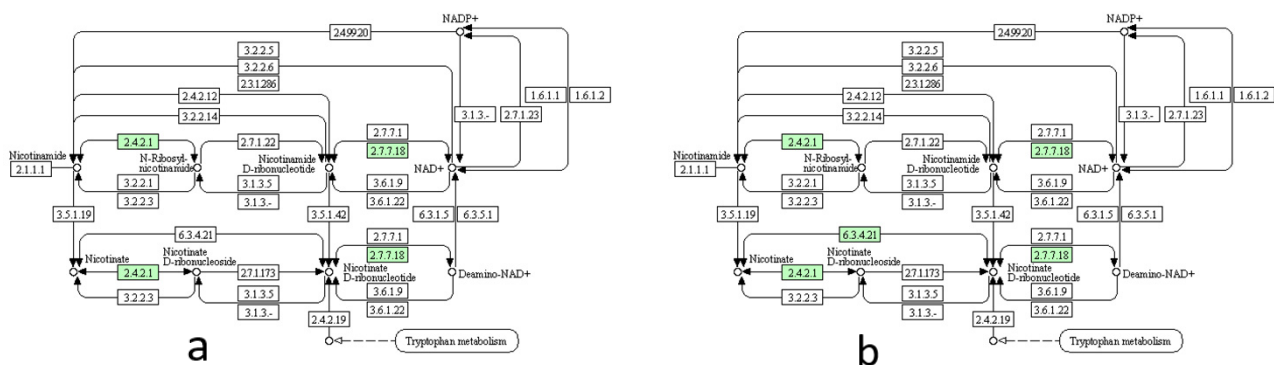 NADP+
2.4.99.20
3.2.2.5
3.2.2.6
2.3.1.286
1.6.1.1 1.6.1.2
2.4.2.12
3.1.3.- 2.7.1.23
3.2.2.14
2.7.7.1
2.4.2.1 2.7.1.22
2.7.7.18
Nicotinamide N-Ribosyl-nicotinamide Nicotinamide D-ribonucleotide NAD+
2.1.1.1
3.2.2.1 3.1.3.5 3.6.1.9
3.2.2.3 3.1.3.- 3.6.1.22
3.5.1.19 3.5.1.42 6.3.1.5 6.3.5.1
6.3.4.21 2.7.7.1
2.7.7.18
Nicotinate Nicotinate D-ribonucleoside
2.4.2.1 2.7.1.173 Nicotinate D-ribonucleotide Deamino-NAD+
3.2.2.3 3.1.3.5 3.6.1.9
3.1.3.- 3.6.1.22
2.4.2.19
Tryptophan metabolism
a
NADP+
2.4.99.20
3.2.2.5
3.2.2.6
2.3.1.286
1.6.1.1 1.6.1.2
2.4.2.12
3.1.3.- 2.7.1.23
3.2.2.14
2.7.7.1
2.4.2.1 2.7.1.22
2.7.7.18
Nicotinamide N-Ribosyl-nicotinamide Nicotinamide D-ribonucleotide NAD+
2.1.1.1
3.2.2.1 3.1.3.5 3.6.1.9
3.2.2.3 3.1.3.- 3.6.1.22
3.5.1.19 3.5.1.42 6.3.1.5 6.3.5.1
6.3.4.21 2.7.7.1
2.7.7.18
Nicotinate Nicotinate D-ribonucleoside
2.4.2.1 2.7.1.173 Nicotinate D-ribonucleotide Deamino-NAD+
3.2.2.3 3.1.3.5 3.6.1.9
3.1.3.- 3.6.1.22
2.4.2.19
Tryptophan metabolism
b